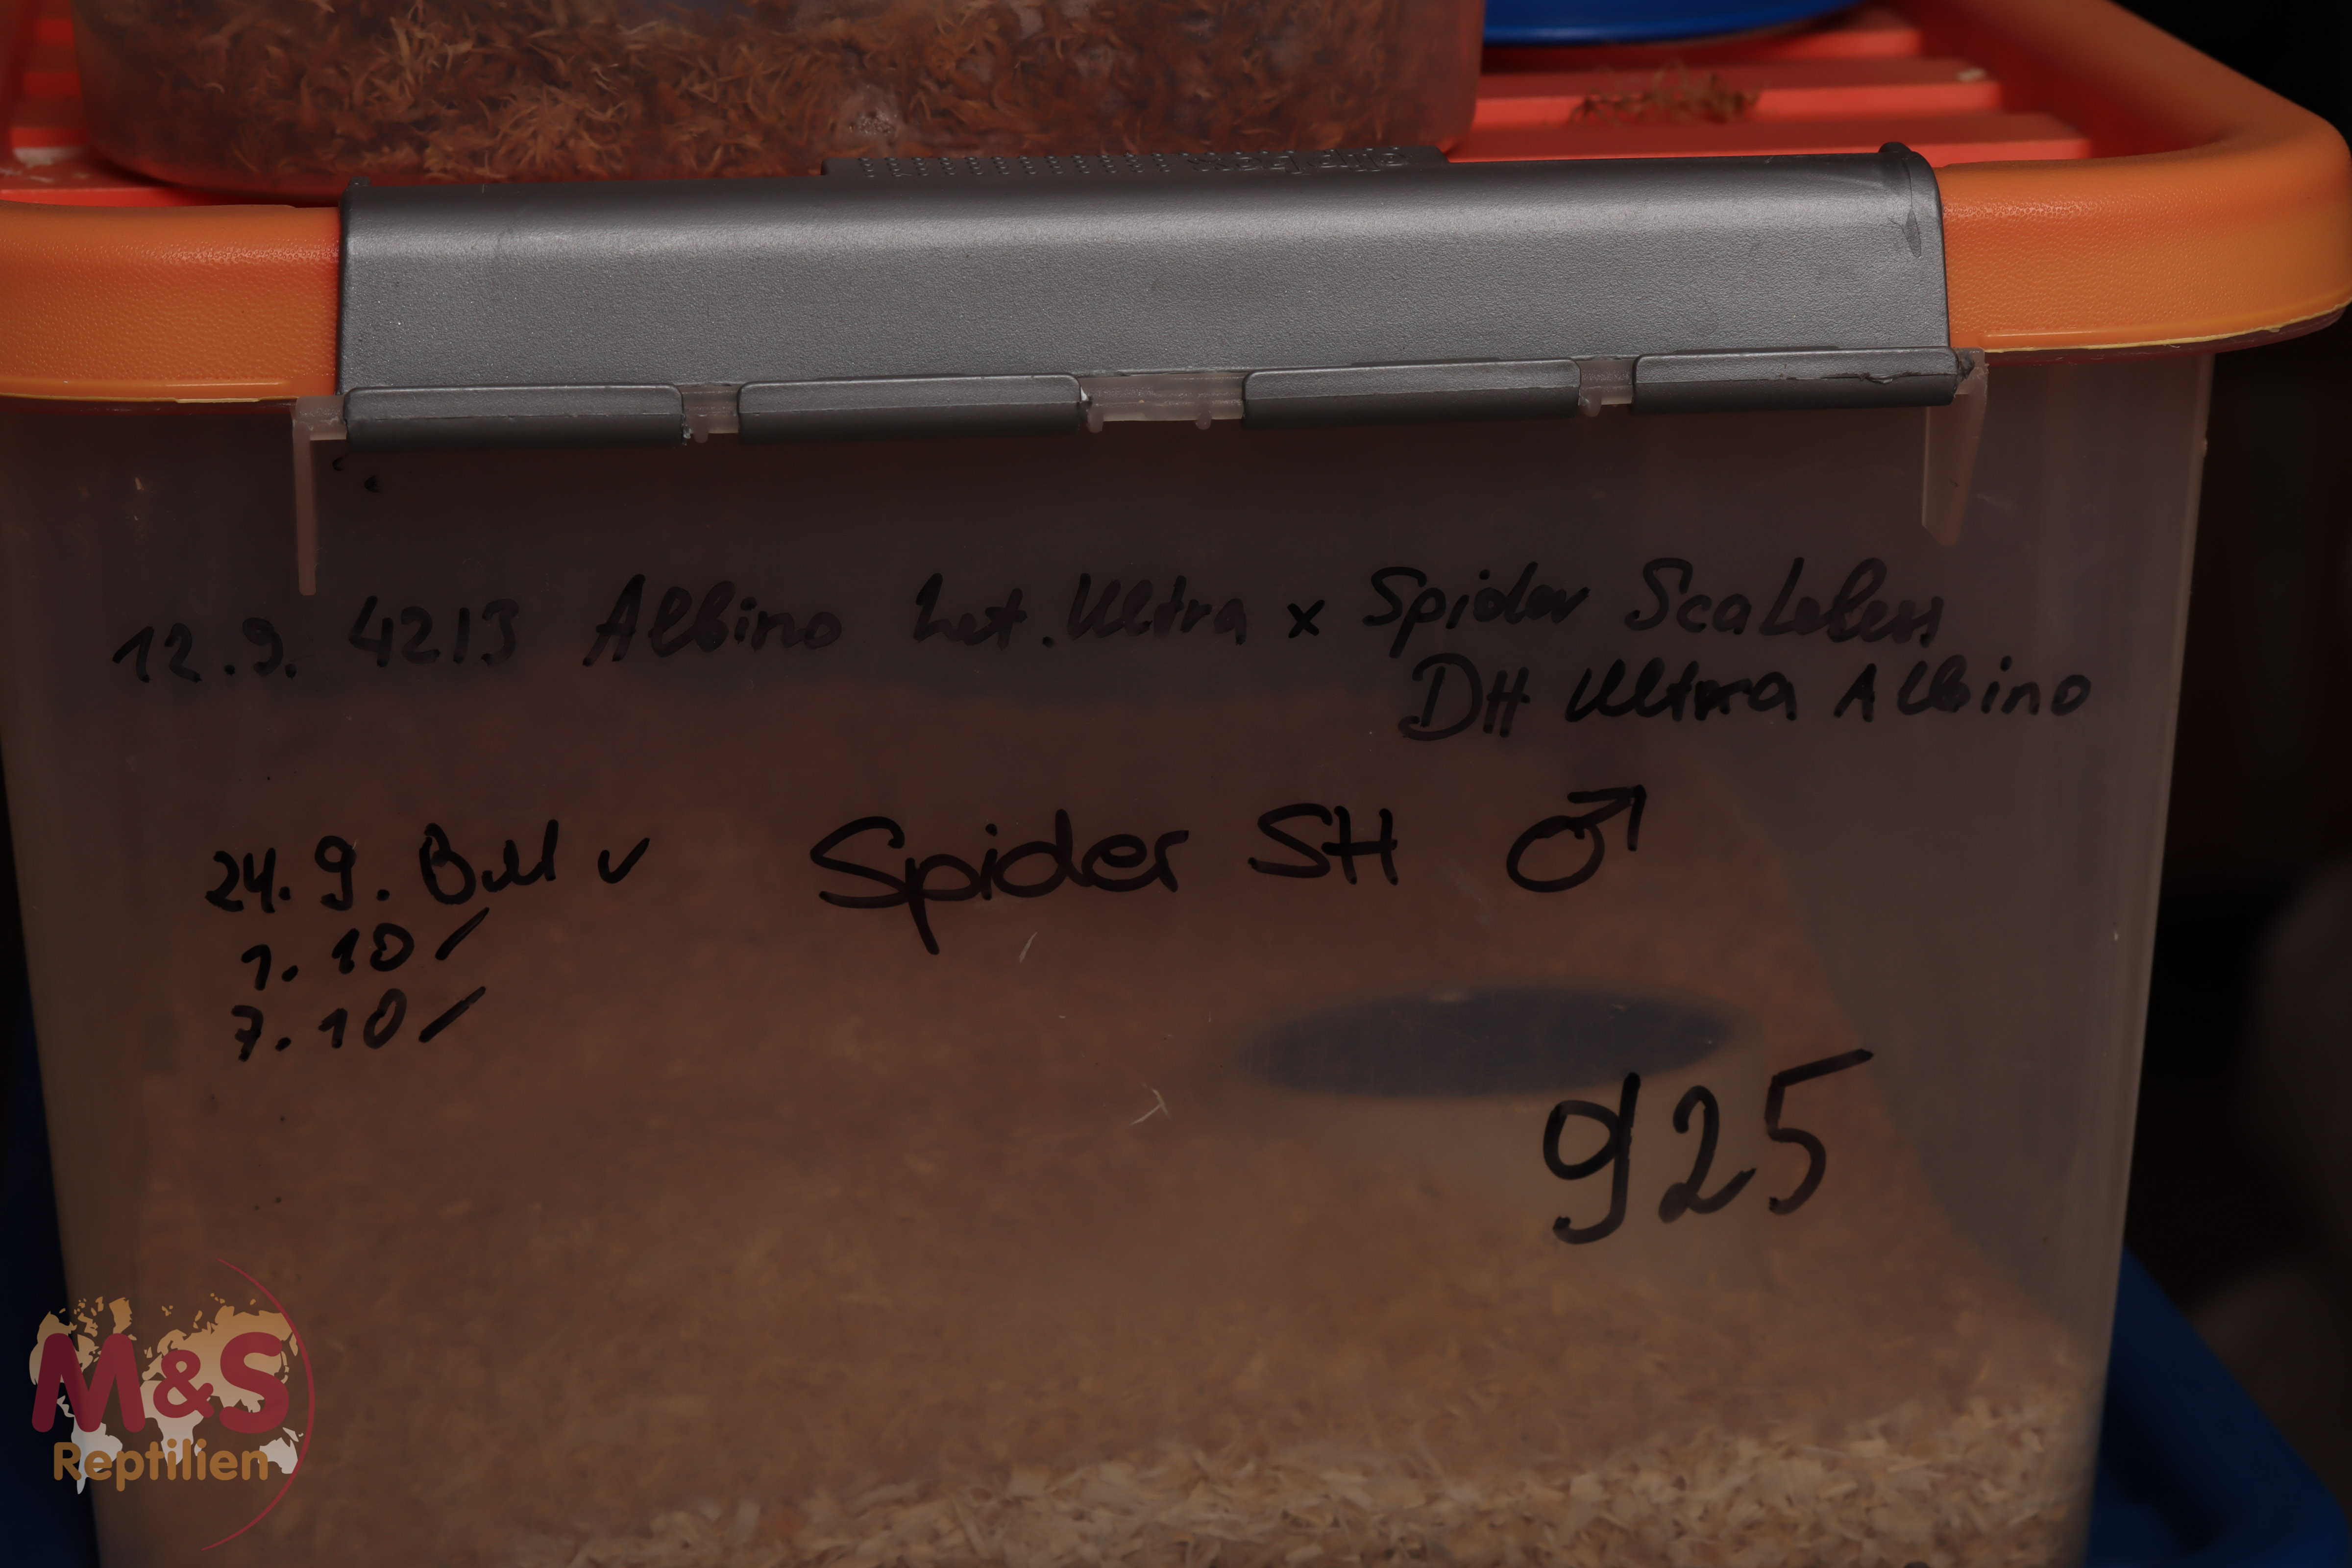 12.9. 4213 Albino het. Ultra x Spider Scaleless
DH Ultra Albino
24.9. ✓
Spider SH ♂
1.10 /
7.10 /
925
M&S
Reptilien